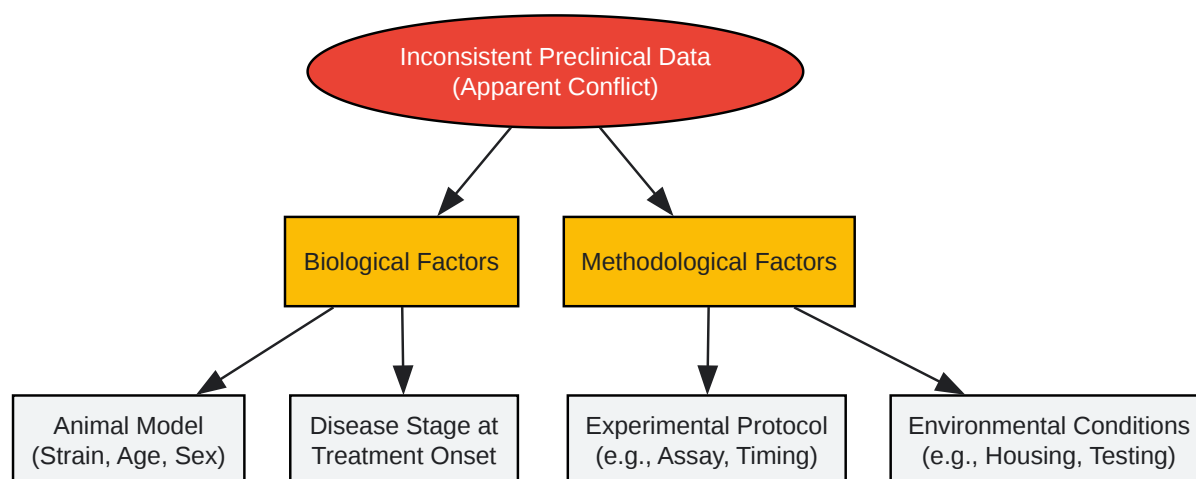 Inconsistent Preclinical Data
(Apparent Conflict)
Biological Factors
Methodological Factors
Animal Model
(Strain, Age, Sex)
Disease Stage at
Treatment Onset
Experimental Protocol
(e.g., Assay, Timing)
Environmental Conditions
(e.g., Housing, Testing)